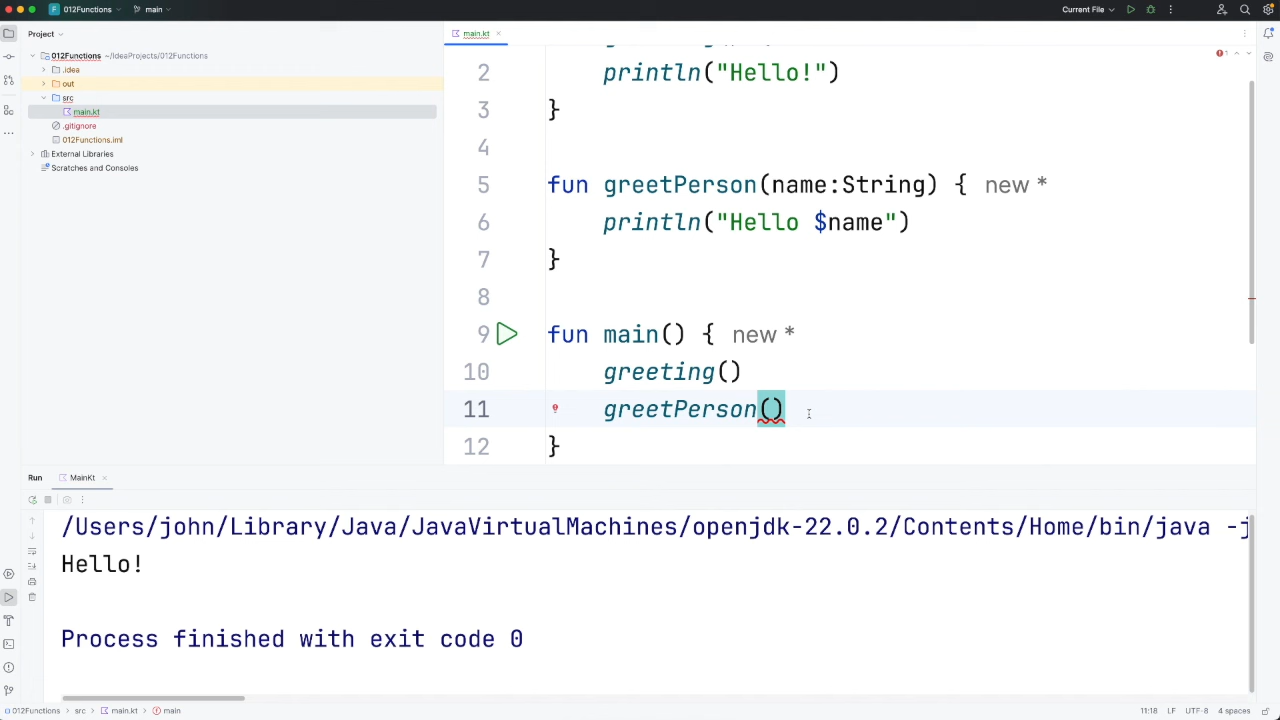 012Functions
main
Current File
Project
main.kt
012Functions ~/IdeaProjects/012Functions
.idea
out
src
main.kt
.gitignore
012Functions.iml
External Libraries
Scratches and Consoles
1
2 println("Hello!")
3 }
4
5 fun greetPerson(name:String) { new *
6 println("Hello $name")
7 }
8
9 fun main() { new *
10 greeting()
11 greetPerson()
12 }
Run MainKt
/Users/john/Library/Java/JavaVirtualMachines/openjdk-22.0.2/Contents/Home/bin/java -j
Hello!
Process finished with exit code 0
012Functions > src > main.kt > main
11:18 LF UTF-8 4 spaces